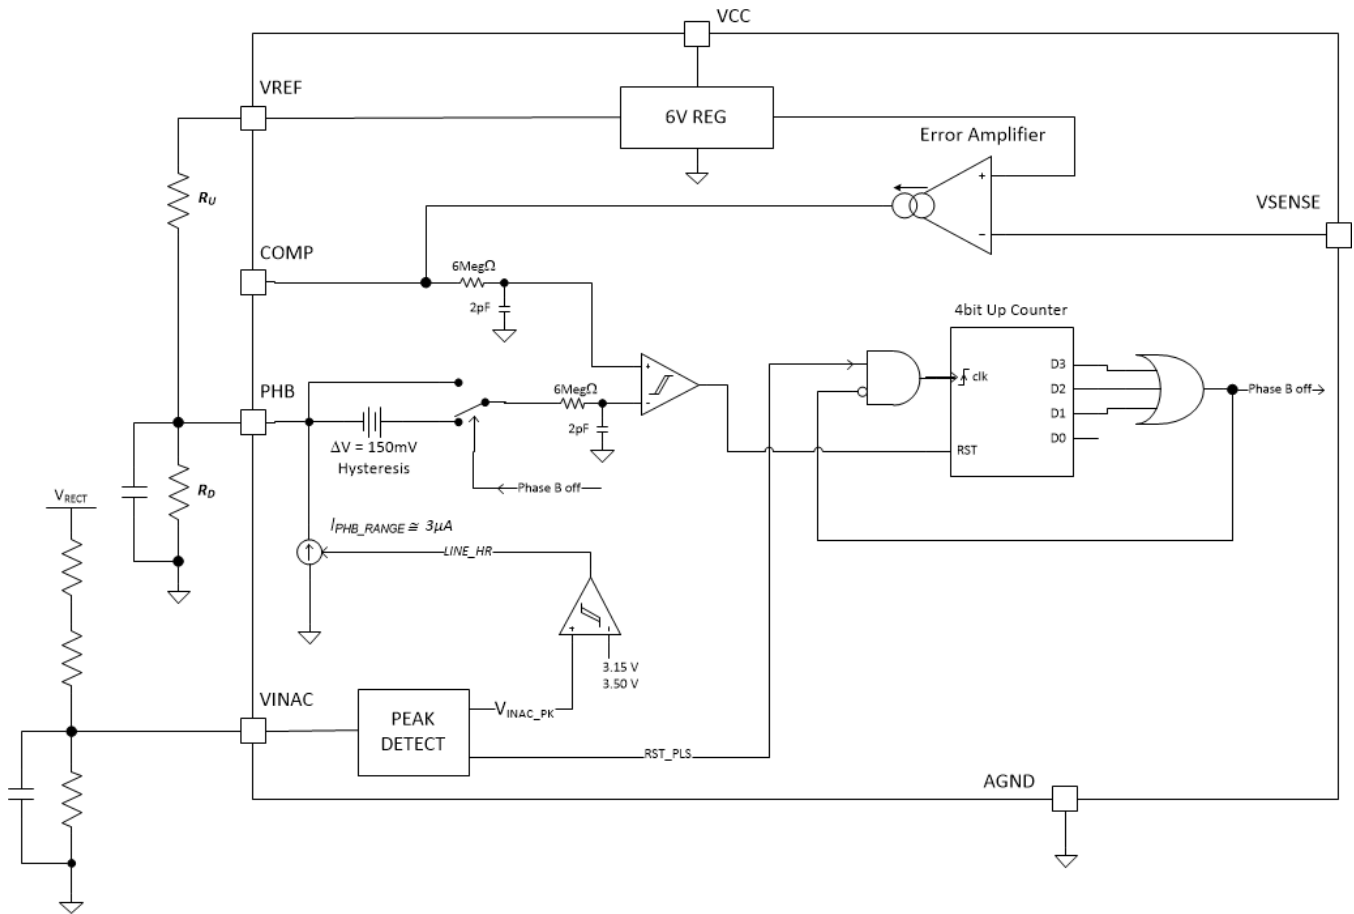 VCC
VREF
6V REG
Error Amplifier
+
-
R_U
VSENSE
COMP
6MegΩ
2pF
4bit Up Counter
D3
clk
D2
Phase B off
D1
D0
RST
PHB
6MegΩ
+
-
2pF
ΔV = 150mV
Hysteresis
Phase B off
R_D
V_RECT
I_PHB_RANGE ≅ 3μA
LINE_HR
+
-
3.15 V
3.50 V
VINAC
PEAK
DETECT
V_INAC_PK
RST_PLS
AGND